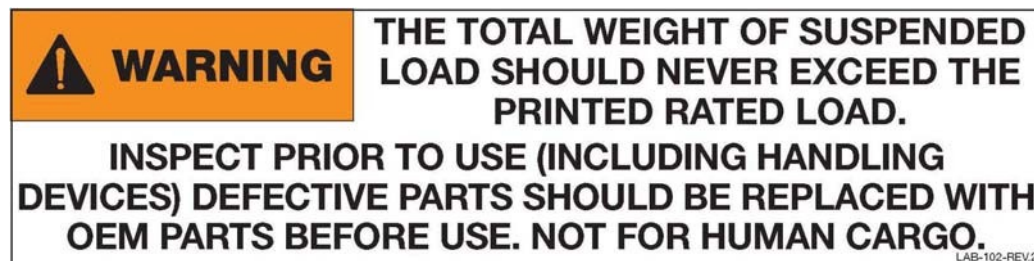 WARNING
THE TOTAL WEIGHT OF SUSPENDED
LOAD SHOULD NEVER EXCEED THE
PRINTED RATED LOAD.
INSPECT PRIOR TO USE (INCLUDING HANDLING
DEVICES) DEFECTIVE PARTS SHOULD BE REPLACED WITH
OEM PARTS BEFORE USE. NOT FOR HUMAN CARGO.